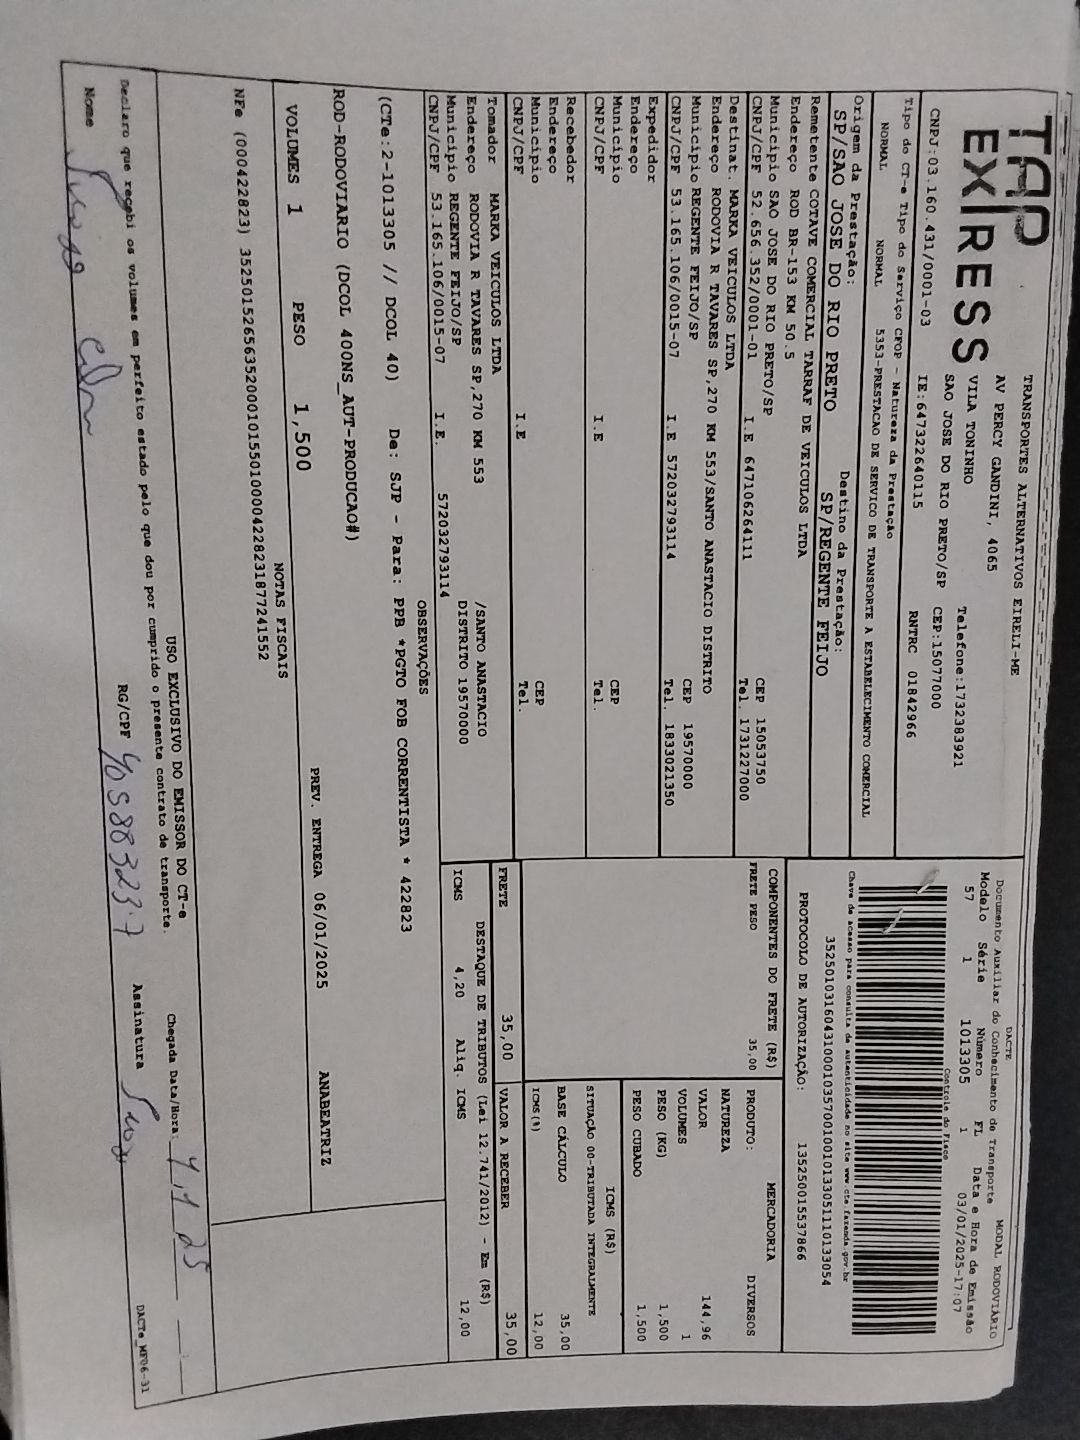 TAP
EXPRESS
TRANSPORTES ALTERNATIVOS EIRELI-ME
AV PERCY GANDINI, 4065
VILA TONINHO Telefone:1732383921
SAO JOSE DO RIO PRETO/SP CEP:15077000
CNPJ:03.160.431/0001-03 IE:647322640115 RNTRC 01842966
DACTE MODAL RODOVIÁRIO
Documento Auxiliar do Conhecimento de Transporte
Modelo Série Número FL Data e Hora de Emissão
57 1 1013305 1 03/01/2025-17:07
Controle do Fisco
Chave de acesso para consulta de autenticidade no site www.cte.fazenda.gov.br
35250103160431000103570010010133051110133054
PROTOCOLO DE AUTORIZAÇÃO: 135250015537866
Tipo do CT-e Tipo do Serviço CFOP - Natureza da Prestação
NORMAL NORMAL 5353-PRESTACAO DE SERVICO DE TRANSPORTE A ESTABELECIMENTO COMERCIAL
Origem da Prestação: Destino da Prestação:
SP/SAO JOSE DO RIO PRETO SP/REGENTE FEIJO
Remetente COTAVE COMERCIAL TARRAF DE VEICULOS LTDA
Endereço ROD BR-153 KM 50.5
Município SAO JOSE DO RIO PRETO/SP CEP 15053750
CNPJ/CPF 52.656.352/0001-01 I.E 647106264111 Tel. 1731227000
Destinat. MARKA VEICULOS LTDA
Endereço RODOVIA R TAVARES SP,270 KM 553/SANTO ANASTACIO DISTRITO
Município REGENTE FEIJO/SP CEP 19570000
CNPJ/CPF 53.165.106/0015-07 I.E 572032793114 Tel. 1833021350
Expedidor
Endereço
Município CEP
CNPJ/CPF I.E Tel.
Recebedor
Endereço
Município CEP
CNPJ/CPF I.E Tel.
Tomador MARKA VEICULOS LTDA
Endereço RODOVIA R TAVARES SP,270 KM 553 /SANTO ANASTACIO
Município REGENTE FEIJO/SP DISTRITO 19570000
CNPJ/CPF 53.165.106/0015-07 I.E. 572032793114
COMPONENTES DO FRETE (R$)
FRETE PESO 35,00
MERCADORIA
PRODUTO: DIVERSOS
NATUREZA
VALOR 144,96
VOLUMES 1
PESO (KG) 1,500
PESO CUBADO 1,500
ICMS (R$)
SITUAÇÃO 00-TRIBUTADA INTEGRALMENTE
BASE CÁLCULO 35,00
ICMS(%) 12,00
FRETE 35,00 VALOR A RECEBER 35,00
DESTAQUE DE TRIBUTOS (Lei 12.741/2012) - Em (R$)
ICMS 4,20 Aliq. ICMS 12,00
OBSERVAÇÕES
(CTe:2-1013305 // DCOL 40) De: SJP - Para: PPB *PGTO FOB CORRENTISTA * 422823
ROD-RODOVIARIO (DCOL 400NS_AUT-PRODUCAO#)
VOLUMES 1 PESO 1,500 PREV. ENTREGA 06/01/2025 ANABEATRIZ
NOTAS FISCAIS
NFe (000422823) 35250152656352000101550100004228231877241552
USO EXCLUSIVO DO EMISSOR DO CT-e
Declaro que recebi os volumes em perfeito estado pelo que dou por cumprido o presente contrato de transporte.
Chegada Data/Hora: 4 1 25
Nome RG/CPF 40588323-7 Assinatura
DACTe_MF06-31